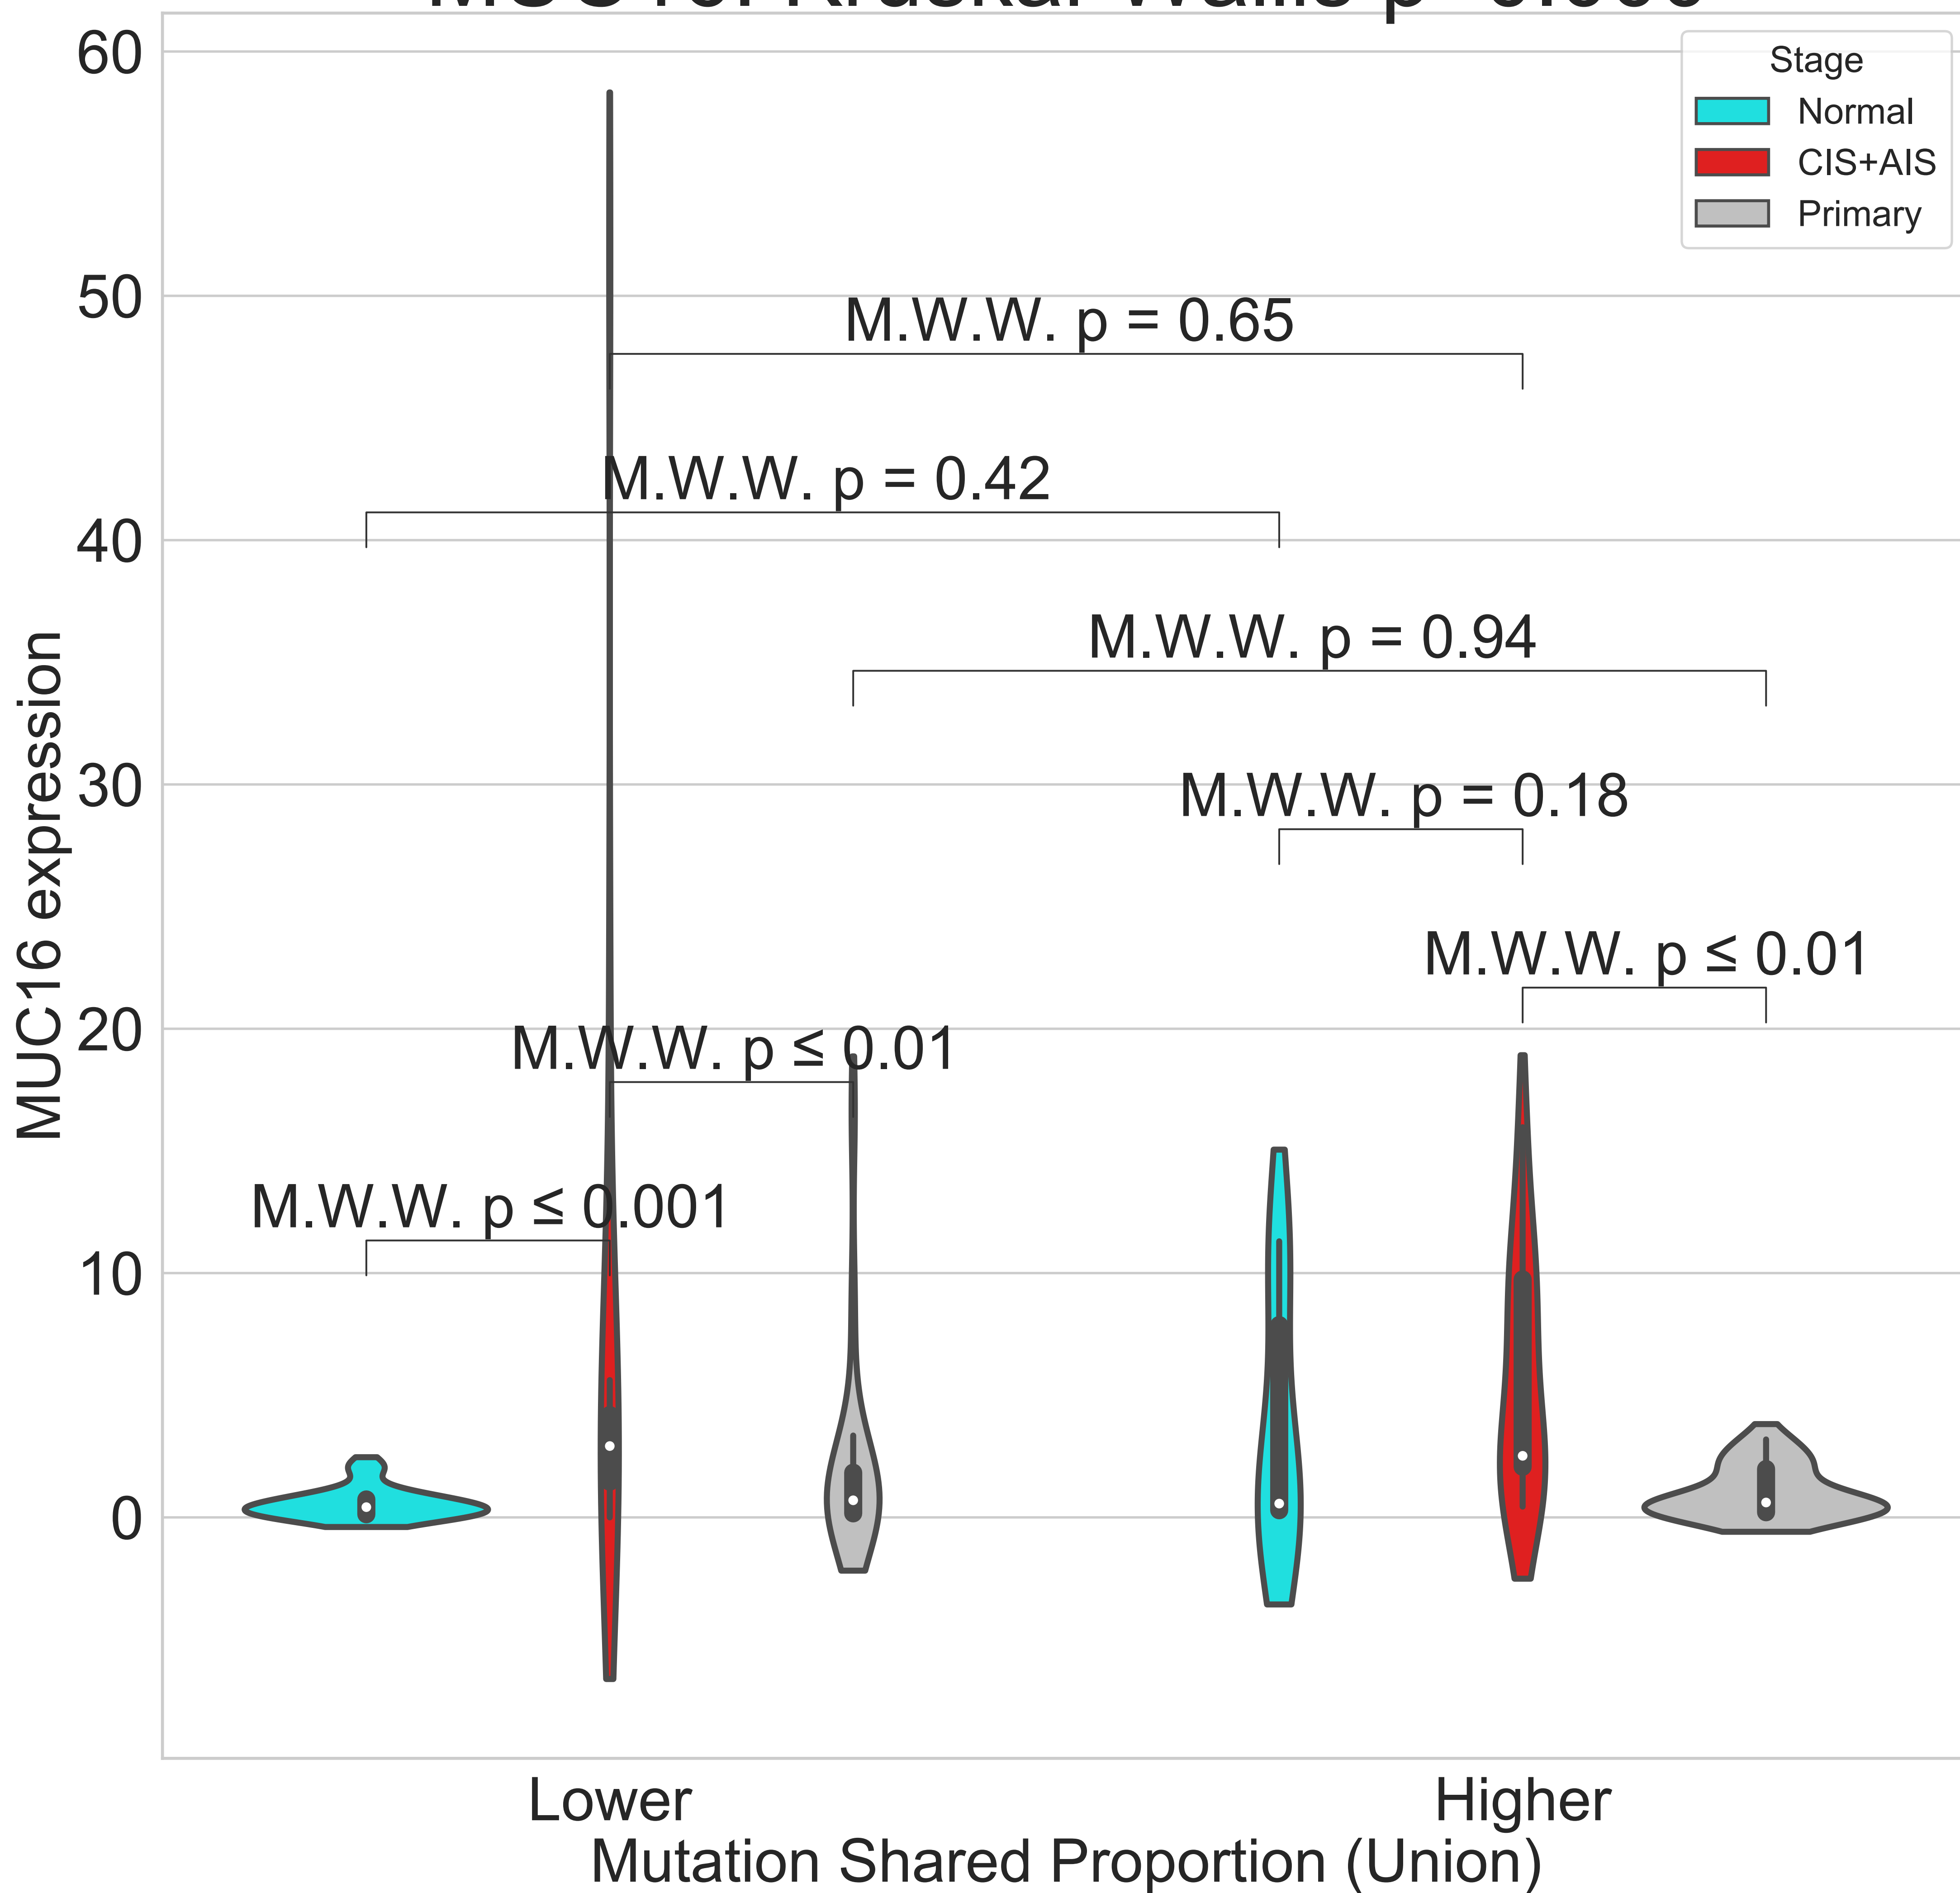 60
50
40
30
20
10
0
MUC16 expression
Stage
Normal
CIS+AIS
Primary
M.W.W. p = 0.65
M.W.W. p = 0.42
M.W.W. p = 0.94
M.W.W. p = 0.18
M.W.W. p ≤ 0.01
M.W.W. p ≤ 0.01
M.W.W. p ≤ 0.001
Lower
Higher
Mutation Shared Proportion (Union)